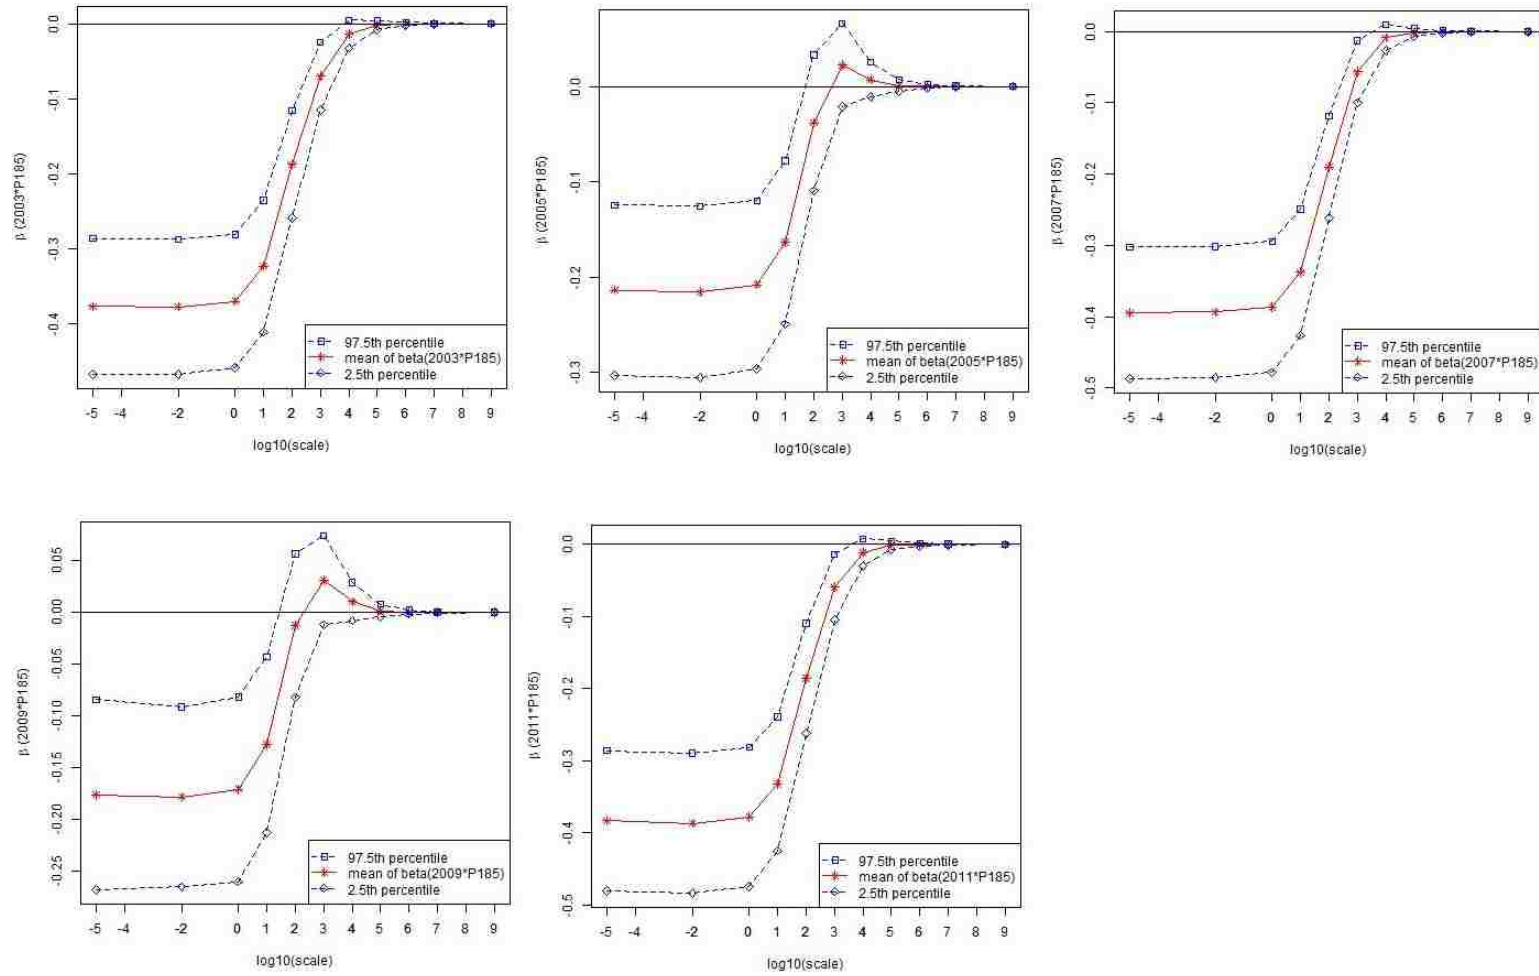 β (2003*P185)
0.0
-0.1
-0.2
-0.3
-0.4
97.5th percentile
mean of beta(2003*P185)
2.5th percentile
-5 -4 -2 0 1 2 3 4 5 6 7 8 9
log10(scale)
β (2005*P185)
0.0
-0.1
-0.2
-0.3
97.5th percentile
mean of beta(2005*P185)
2.5th percentile
-5 -4 -2 0 1 2 3 4 5 6 7 8 9
log10(scale)
β (2007*P185)
0.0
-0.1
-0.2
-0.3
-0.4
-0.5
97.5th percentile
mean of beta(2007*P185)
2.5th percentile
-5 -4 -2 0 1 2 3 4 5 6 7 8 9
log10(scale)
β (2009*P185)
0.05
0.00
-0.05
-0.10
-0.15
-0.20
-0.25
97.5th percentile
mean of beta(2009*P185)
2.5th percentile
-5 -4 -2 0 1 2 3 4 5 6 7 8 9
log10(scale)
β (2011*P185)
0.0
-0.1
-0.2
-0.3
-0.4
-0.5
97.5th percentile
mean of beta(2011*P185)
2.5th percentile
-5 -4 -2 0 1 2 3 4 5 6 7 8 9
log10(scale)